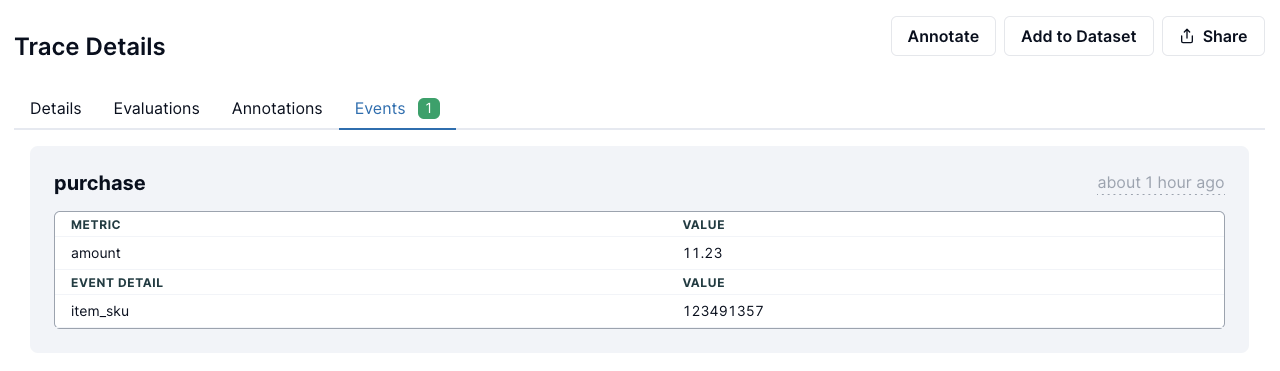 Trace Details
Annotate
Add to Dataset
Share
Details Evaluations Annotations Events 1
purchase
about 1 hour ago
METRIC VALUE
amount 11.23
EVENT DETAIL VALUE
item_sku 123491357